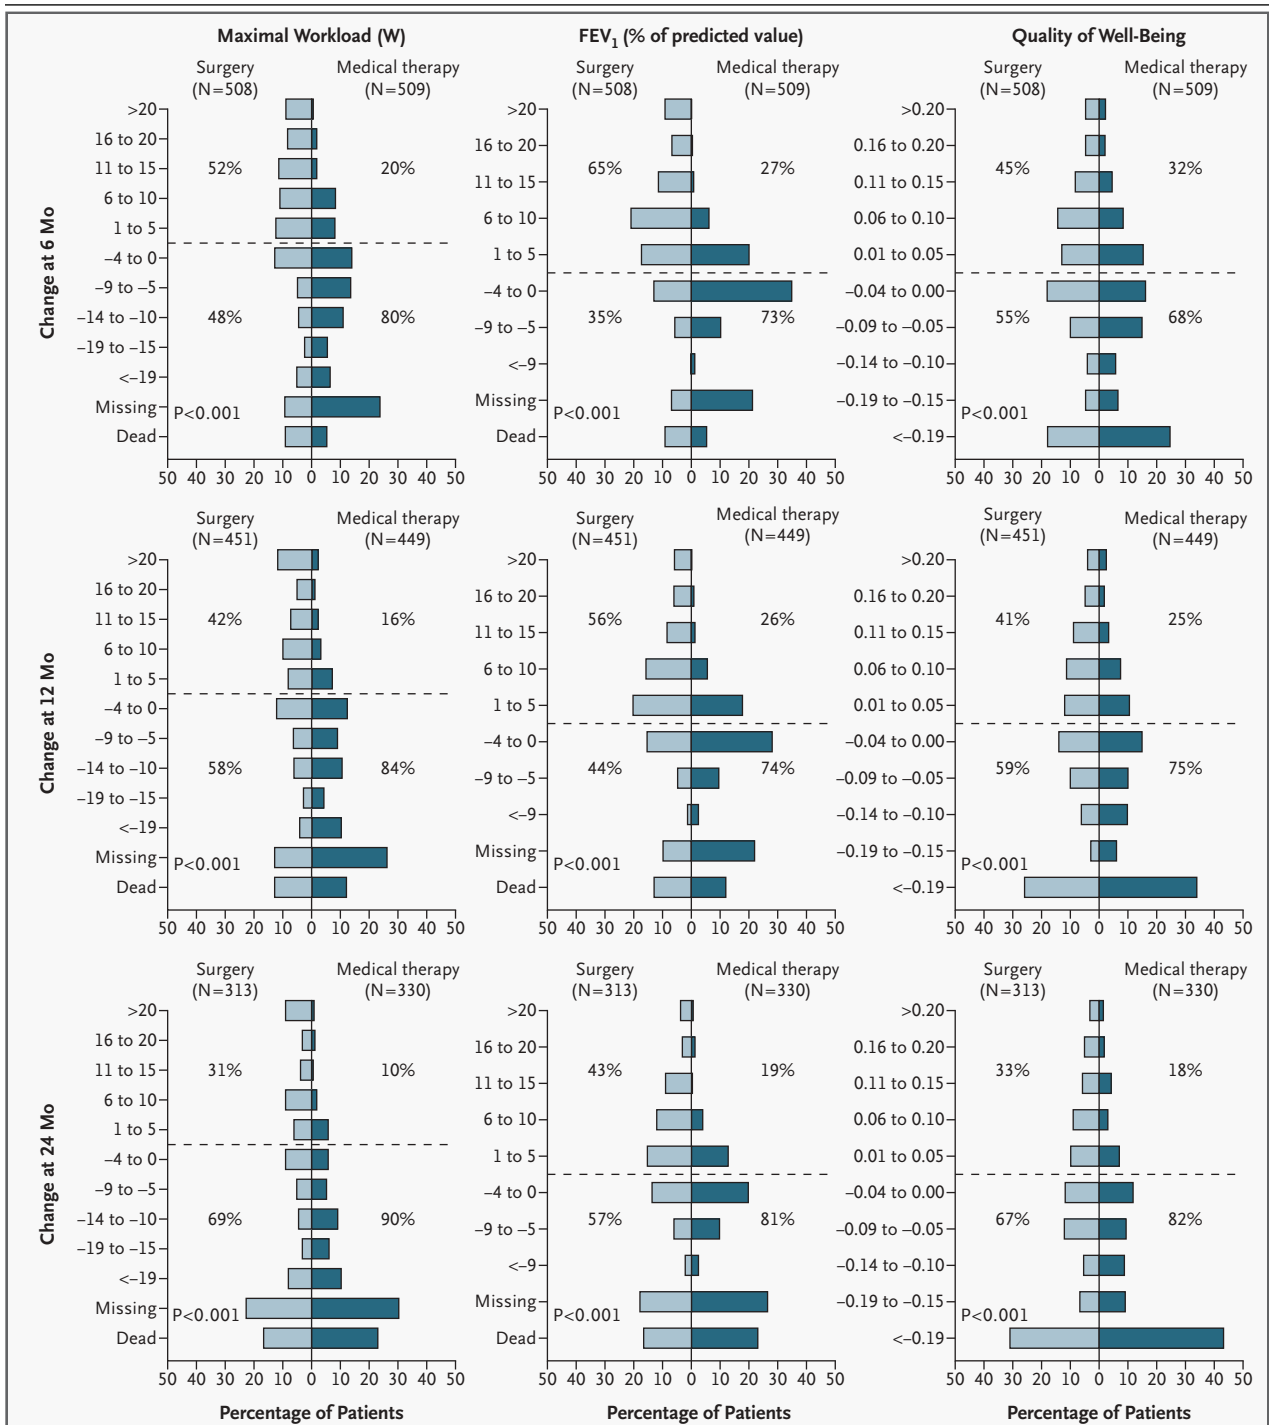 Maximal Workload (W)
FEV1 (% of predicted value)
Quality of Well-Being
Change at 6 Mo
Surgery
(N=508)
Medical therapy
(N=509)
>20
16 to 20
11 to 15
6 to 10
1 to 5
–4 to 0
–9 to –5
–14 to –10
–19 to –15
<–19
Missing
Dead
52%
20%
48%
80%
P<0.001
50 40 30 20 10 0 10 20 30 40 50
Surgery
(N=508)
Medical therapy
(N=509)
>20
16 to 20
11 to 15
6 to 10
1 to 5
–4 to 0
–9 to –5
<–9
Missing
Dead
65%
27%
35%
73%
P<0.001
50 40 30 20 10 0 10 20 30 40 50
Surgery
(N=508)
Medical therapy
(N=509)
>0.20
0.16 to 0.20
0.11 to 0.15
0.06 to 0.10
0.01 to 0.05
–0.04 to 0.00
–0.09 to –0.05
–0.14 to –0.10
–0.19 to –0.15
<–0.19
45%
32%
55%
68%
P<0.001
50 40 30 20 10 0 10 20 30 40 50
Change at 12 Mo
Surgery
(N=451)
Medical therapy
(N=449)
>20
16 to 20
11 to 15
6 to 10
1 to 5
–4 to 0
–9 to –5
–14 to –10
–19 to –15
<–19
Missing
Dead
42%
16%
58%
84%
P<0.001
50 40 30 20 10 0 10 20 30 40 50
Surgery
(N=451)
Medical therapy
(N=449)
>20
16 to 20
11 to 15
6 to 10
1 to 5
–4 to 0
–9 to –5
<–9
Missing
Dead
56%
26%
44%
74%
P<0.001
50 40 30 20 10 0 10 20 30 40 50
Surgery
(N=451)
Medical therapy
(N=449)
>0.20
0.16 to 0.20
0.11 to 0.15
0.06 to 0.10
0.01 to 0.05
–0.04 to 0.00
–0.09 to –0.05
–0.14 to –0.10
–0.19 to –0.15
<–0.19
41%
25%
59%
75%
P<0.001
50 40 30 20 10 0 10 20 30 40 50
Change at 24 Mo
Surgery
(N=313)
Medical therapy
(N=330)
>20
16 to 20
11 to 15
6 to 10
1 to 5
–4 to 0
–9 to –5
–14 to –10
–19 to –15
<–19
Missing
Dead
31%
10%
69%
90%
P<0.001
50 40 30 20 10 0 10 20 30 40 50
Percentage of Patients
Surgery
(N=313)
Medical therapy
(N=330)
>20
16 to 20
11 to 15
6 to 10
1 to 5
–4 to 0
–9 to –5
<–9
Missing
Dead
43%
19%
57%
81%
P<0.001
50 40 30 20 10 0 10 20 30 40 50
Percentage of Patients
Surgery
(N=313)
Medical therapy
(N=330)
>0.20
0.16 to 0.20
0.11 to 0.15
0.06 to 0.10
0.01 to 0.05
–0.04 to 0.00
–0.09 to –0.05
–0.14 to –0.10
–0.19 to –0.15
<–0.19
33%
18%
67%
82%
P<0.001
50 40 30 20 10 0 10 20 30 40 50
Percentage of Patients